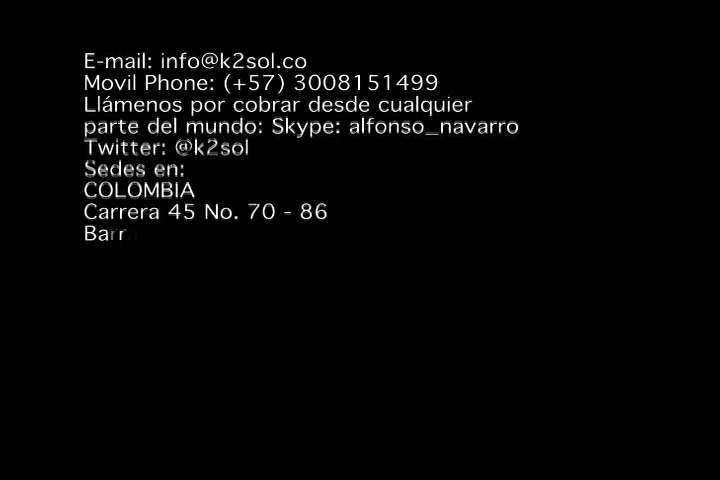 E-mail: info@k2sol.co
Movil Phone: (+57) 3008151499
Llámenos por cobrar desde cualquier
parte del mundo: Skype: alfonso_navarro
Twitter: @k2sol
Sedes en:
COLOMBIA
Carrera 45 No. 70 - 86
Barr